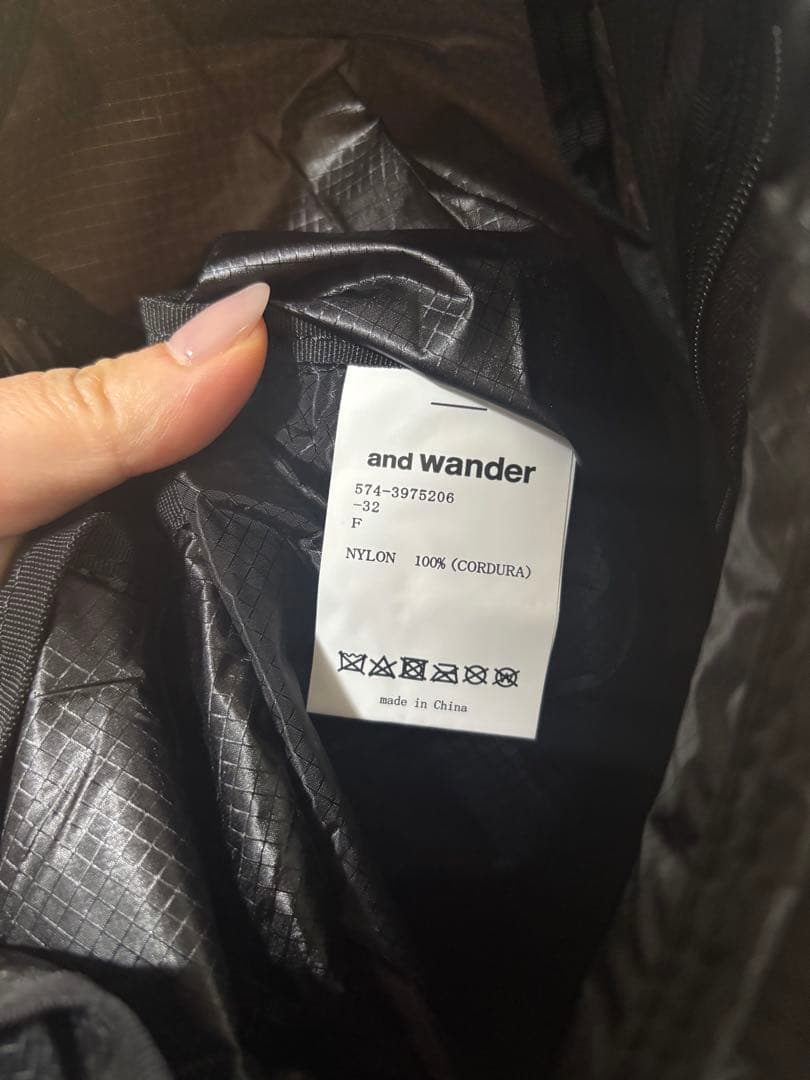 and wander
574-3975206
-32
F
NYLON 100% (CORDURA)
made in China